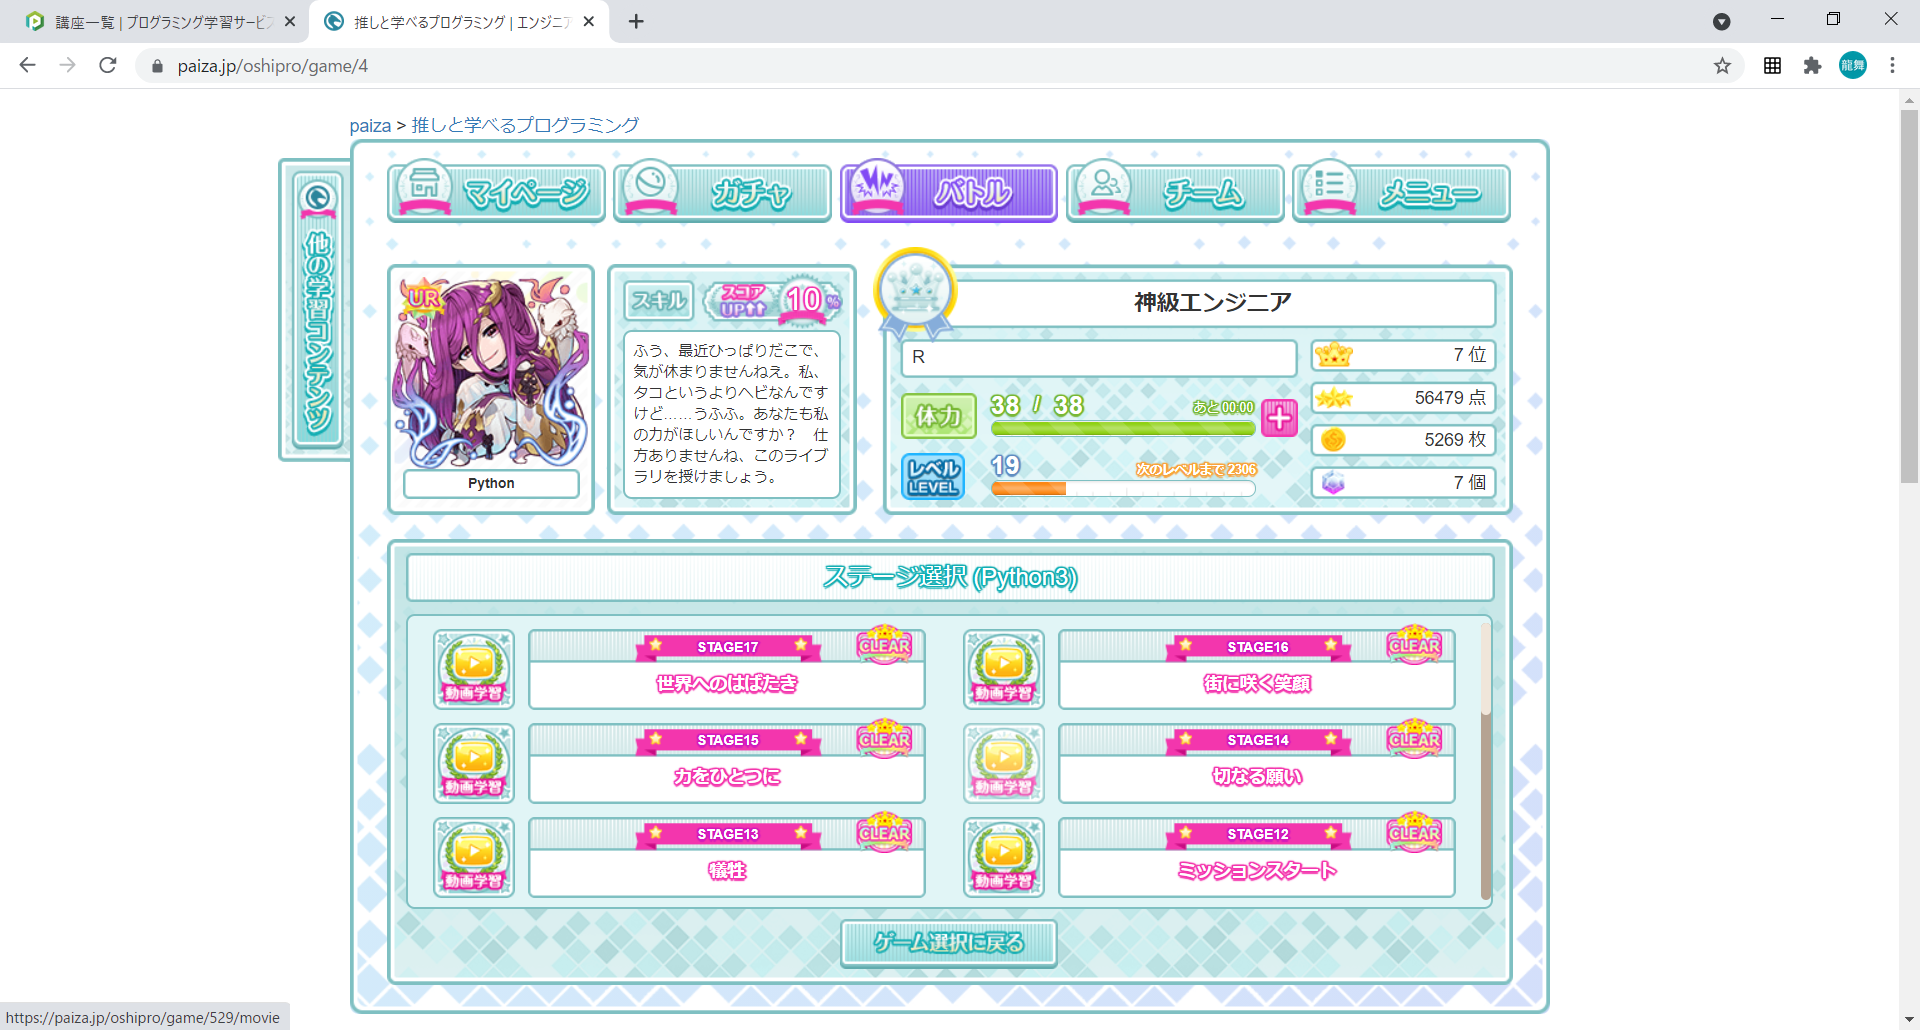 講座一覧 | プログラミング学習サービス
推しと学べるプログラミング | エンジニア
paiza.jp/oshipro/game/4
龍舞
paiza > 推しと学べるプログラミング
他の学習コンテンツ
マイページ
ガチャ
バトル
チーム
メニュー
UR
Python
スキル
スコア UP 10 %
ふう、最近ひっぱりだこで、
気が休まりませんねえ。私、
タコというよりヘビなんです
けど……うふふ。あなたも私
の力がほしいんですか？　仕
方ありませんね、このライブ
ラリを授けましょう。
神級エンジニア
R
7 位
体力
38 / 38
あと 00:00
56479 点
5269 枚
レベル
LEVEL
19
次のレベルまで 2306
7 個
ステージ選択 (Python3)
動画学習
STAGE17
CLEAR
世界へのはばたき
動画学習
STAGE16
CLEAR
街に咲く笑顔
動画学習
STAGE15
CLEAR
力をひとつに
動画学習
STAGE14
CLEAR
切なる願い
動画学習
STAGE13
CLEAR
犠牲
動画学習
STAGE12
CLEAR
ミッションスタート
ゲーム選択に戻る
https://paiza.jp/oshipro/game/529/movie